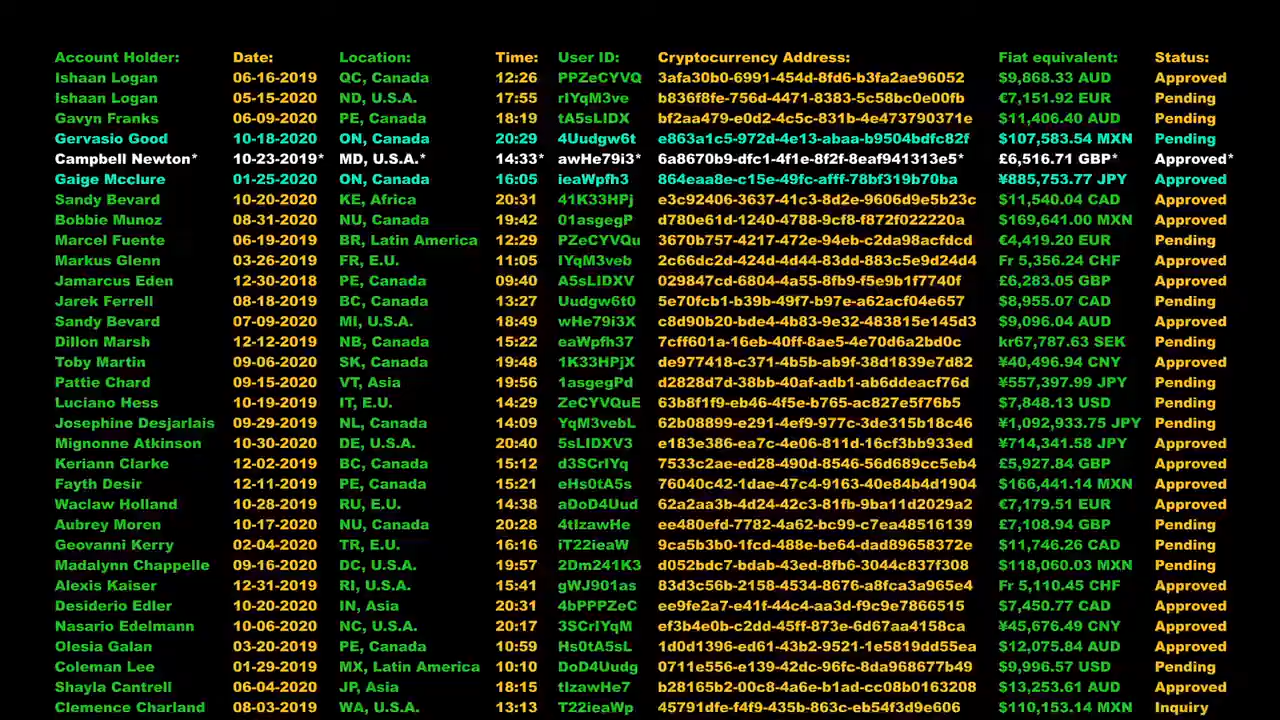 Account Holder: Date: Location: Time: User ID: Cryptocurrency Address: Fiat equivalent: Status:
Ishaan Logan 06-16-2019 QC, Canada 12:26 PPZeCYVQ 3afa30b0-6991-454d-8fd6-b3fa2ae96052 $9,868.33 AUD Approved
Ishaan Logan 05-15-2020 ND, U.S.A. 17:55 rIYqM3ve b836f8fe-756d-4471-8383-5c58bc0e00fb €7,151.92 EUR Pending
Gavyn Franks 06-09-2020 PE, Canada 18:19 tA5sLIDX bf2aa479-e0d2-4c5c-831b-4e473790371e $11,406.40 AUD Pending
Gervasio Good 10-18-2020 ON, Canada 20:29 4Uudgw6t e863a1c5-972d-4e13-abaa-b9504bdfc82f $107,583.54 MXN Pending
Campbell Newton* 10-23-2019* MD, U.S.A.* 14:33* awHe79i3* 6a8670b9-dfc1-4f1e-8f2f-8eaf941313e5* £6,516.71 GBP* Approved*
Gaige Mcclure 01-25-2020 ON, Canada 16:05 ieaWpfh3 864eaa8e-c15e-49fc-afff-78bf319b70ba ¥885,753.77 JPY Approved
Sandy Bevard 10-20-2020 KE, Africa 20:31 41K33HPj e3c92406-3637-41c3-8d2e-9606d9e5b23c $11,540.04 CAD Approved
Bobbie Munoz 08-31-2020 NU, Canada 19:42 01asgegP d780e61d-1240-4788-9cf8-f872f022220a $169,641.00 MXN Pending
Marcel Fuente 06-19-2019 BR, Latin America 12:29 PZeCYVQu 3670b757-4217-472e-94eb-c2da98acfdcd €4,419.20 EUR Pending
Markus Glenn 03-26-2019 FR, E.U. 11:05 IYqM3veb 2c66dc2d-424d-4d44-83dd-883c5e9d24d4 Fr 5,356.24 CHF Approved
Jamarcus Eden 12-30-2018 PE, Canada 09:40 A5sLIDXV 029847cd-6804-4a55-8fb9-f5e9b1f7740f £6,283.05 GBP Approved
Jarek Ferrell 08-18-2019 BC, Canada 13:27 Uudgw6t0 5e70fcb1-b39b-49f7-b97e-a62acf04e657 $8,955.07 CAD Pending
Sandy Bevard 07-09-2020 MI, U.S.A. 18:49 wHe79i3X c8d90b20-bde4-4b83-9e32-483815e145d3 $9,096.04 AUD Approved
Dillon Marsh 12-12-2019 NB, Canada 15:22 eaWpfh37 7cff601a-16eb-40ff-8ae5-4e70d6a2bd0c kr67,787.63 SEK Pending
Toby Martin 09-06-2020 SK, Canada 19:48 1K33HPjX de977418-c371-4b5b-ab9f-38d1839e7d82 ¥40,496.94 CNY Approved
Pattie Chard 09-15-2020 VT, Asia 19:56 1asgegPd d2828d7d-38bb-40af-adb1-ab6ddeacf76d ¥557,397.99 JPY Pending
Luciano Hess 10-19-2019 IT, E.U. 14:29 ZeCYVQuE 63b8f1f9-eb46-4f5e-b765-ac827e5f76b5 $7,848.13 USD Pending
Josephine Desjarlais 09-29-2019 NL, Canada 14:09 YqM3vebL 62b08899-e291-4ef9-977c-3de315b18c46 ¥1,092,933.75 JPY Pending
Mignonne Atkinson 10-30-2020 DE, U.S.A. 20:40 5sLIDXV3 e183e386-ea7c-4e06-811d-16cf3bb933ed ¥714,341.58 JPY Approved
Keriann Clarke 12-02-2019 BC, Canada 15:12 d3SCrIYq 7533c2ae-ed28-490d-8546-56d689cc5eb4 £5,927.84 GBP Approved
Fayth Desir 12-11-2019 PE, Canada 15:21 eHs0tA5s 76040c42-1dae-47c4-9163-40e84b4d1904 $166,441.14 MXN Pending
Waclaw Holland 10-28-2019 RU, E.U. 14:38 aDoD4Uud 62a2aa3b-4d24-42c3-81fb-9ba11d2029a2 €7,179.51 EUR Approved
Aubrey Moren 10-17-2020 NU, Canada 20:28 4tIzawHe ee480efd-7782-4a62-bc99-c7ea48516139 £7,108.94 GBP Pending
Geovanni Kerry 02-04-2020 TR, E.U. 16:16 iT22ieaW 9ca5b3b0-1fcd-488e-be64-dad89658372e $11,746.26 CAD Pending
Madalynn Chappelle 09-16-2020 DC, U.S.A. 19:57 2Dm241K3 d052bdc7-bdab-43ed-8fb6-3044c837f308 $118,060.03 MXN Pending
Alexis Kaiser 12-31-2019 RI, U.S.A. 15:41 gWJ901as 83d3c56b-2158-4534-8676-a8fca3a965e4 Fr 5,110.45 CHF Approved
Desiderio Edler 10-20-2020 IN, Asia 20:31 4bPPPZeC ee9fe2a7-e41f-44c4-aa3d-f9c9e7866515 $7,450.77 CAD Approved
Nasario Edelmann 10-06-2020 NC, U.S.A. 20:17 3SCrIYqM ef3b4e0b-c2dd-45ff-873e-6d67aa4158ca ¥45,676.49 CNY Approved
Olesia Galan 03-20-2019 PE, Canada 10:59 Hs0tA5sL 1d0d1396-ed61-43b2-9521-1e5819dd55ea $12,075.84 AUD Approved
Coleman Lee 01-29-2019 MX, Latin America 10:10 DoD4Uudg 0711e556-e139-42dc-96fc-8da968677b49 $9,996.57 USD Pending
Shayla Cantrell 06-04-2020 JP, Asia 18:15 tIzawHe7 b28165b2-00c8-4a6e-b1ad-cc08b0163208 $13,253.61 AUD Approved
Clemence Charland 08-03-2019 WA, U.S.A. 13:13 T22ieaWp 45791dfe-f4f9-435b-863c-eb54f3d9e606 $110,153.14 MXN Inquiry